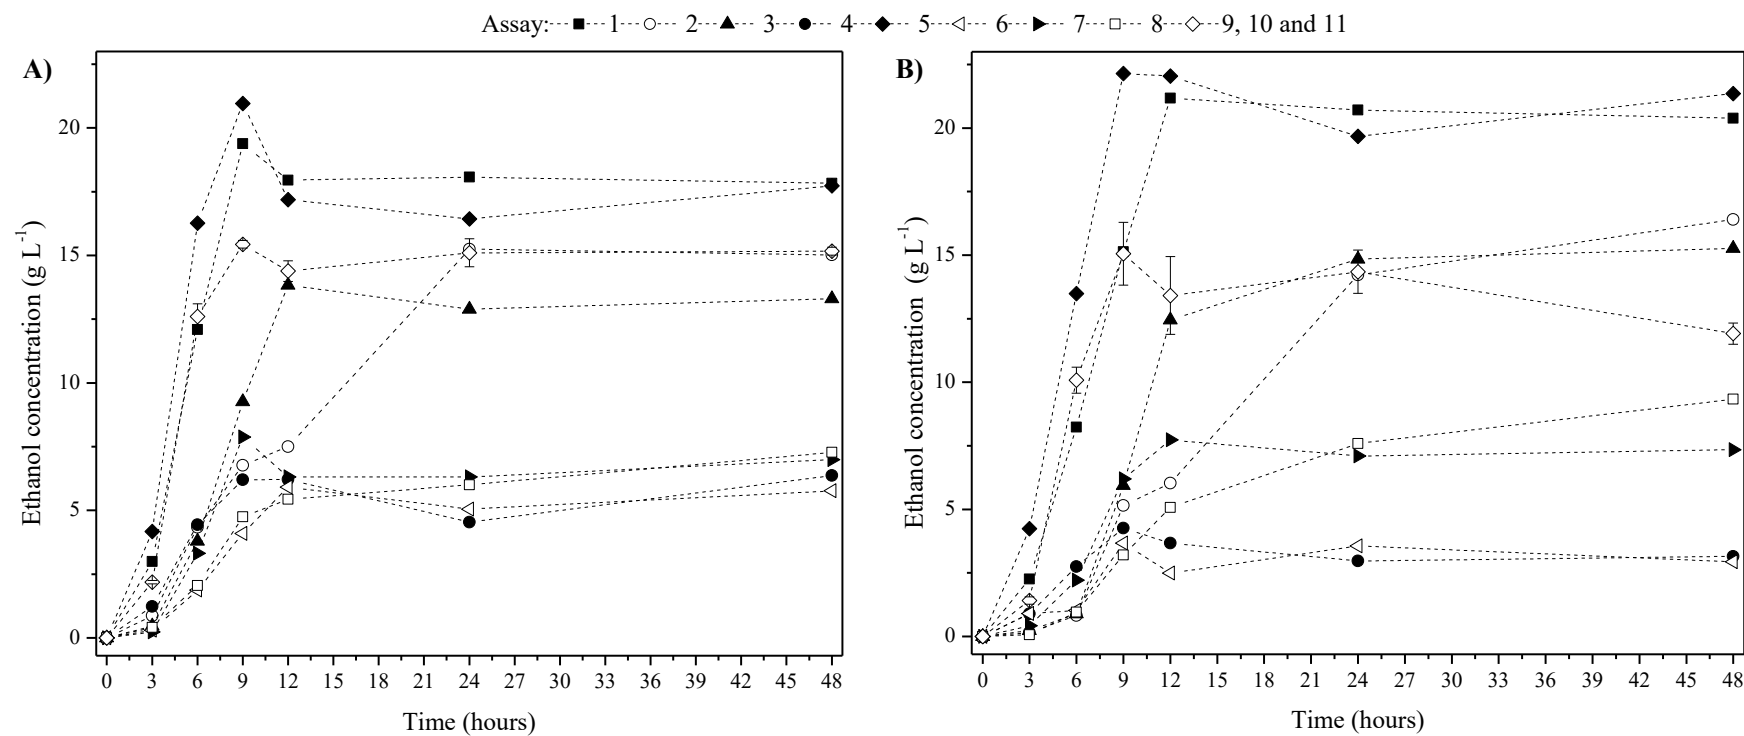 Assay: 1 2 3 4 5 6 7 8 9, 10 and 11
A)
Ethanol concentration (g L⁻¹)
20
15
10
5
0
0 3 6 9 12 15 18 21 24 27 30 33 36 39 42 45 48
Time (hours)
B)
Ethanol concentration (g L⁻¹)
20
15
10
5
0
0 3 6 9 12 15 18 21 24 27 30 33 36 39 42 45 48
Time (hours)